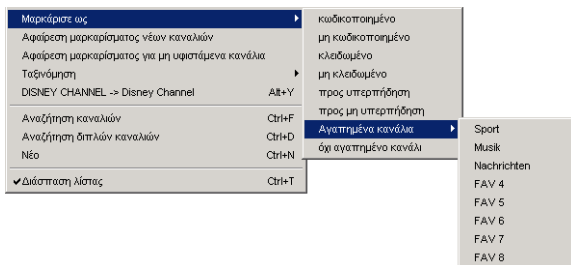 Μαρκάρισε ως
Αφαίρεση μαρκαρίσματος νέων καναλιών
Αφαίρεση μαρκαρίσματος για μη υφιστάμενα κανάλια
Ταξινόμηση
DISNEY CHANNEL -> Disney Channel Alt+Y
Αναζήτηση καναλιών Ctrl+F
Αναζήτηση διπλών καναλιών Ctrl+D
Νέο Ctrl+N
✔Διάσπαση λίστας Ctrl+T
κωδικοποιημένο
μη κωδικοποιημένο
κλειδωμένο
μη κλειδωμένο
προς υπερπήδηση
προς μη υπερπήδηση
Αγαπημένα κανάλια
όχι αγαπημένο κανάλι
Sport
Musik
Nachrichten
FAV 4
FAV 5
FAV 6
FAV 7
FAV 8